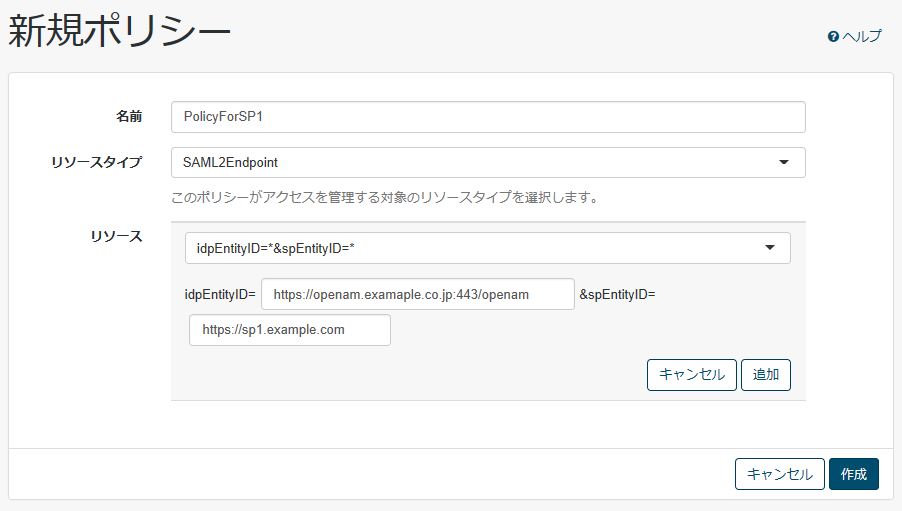 新規ポリシー
ヘルプ
名前
PolicyForSP1
リソースタイプ
SAML2Endpoint
このポリシーがアクセスを管理する対象のリソースタイプを選択します。
リソース
idpEntityID=*&spEntityID=*
idpEntityID= https://openam.examaple.co.jp:443/openam &spEntityID=
https://sp1.example.com
キャンセル 追加
キャンセル 作成